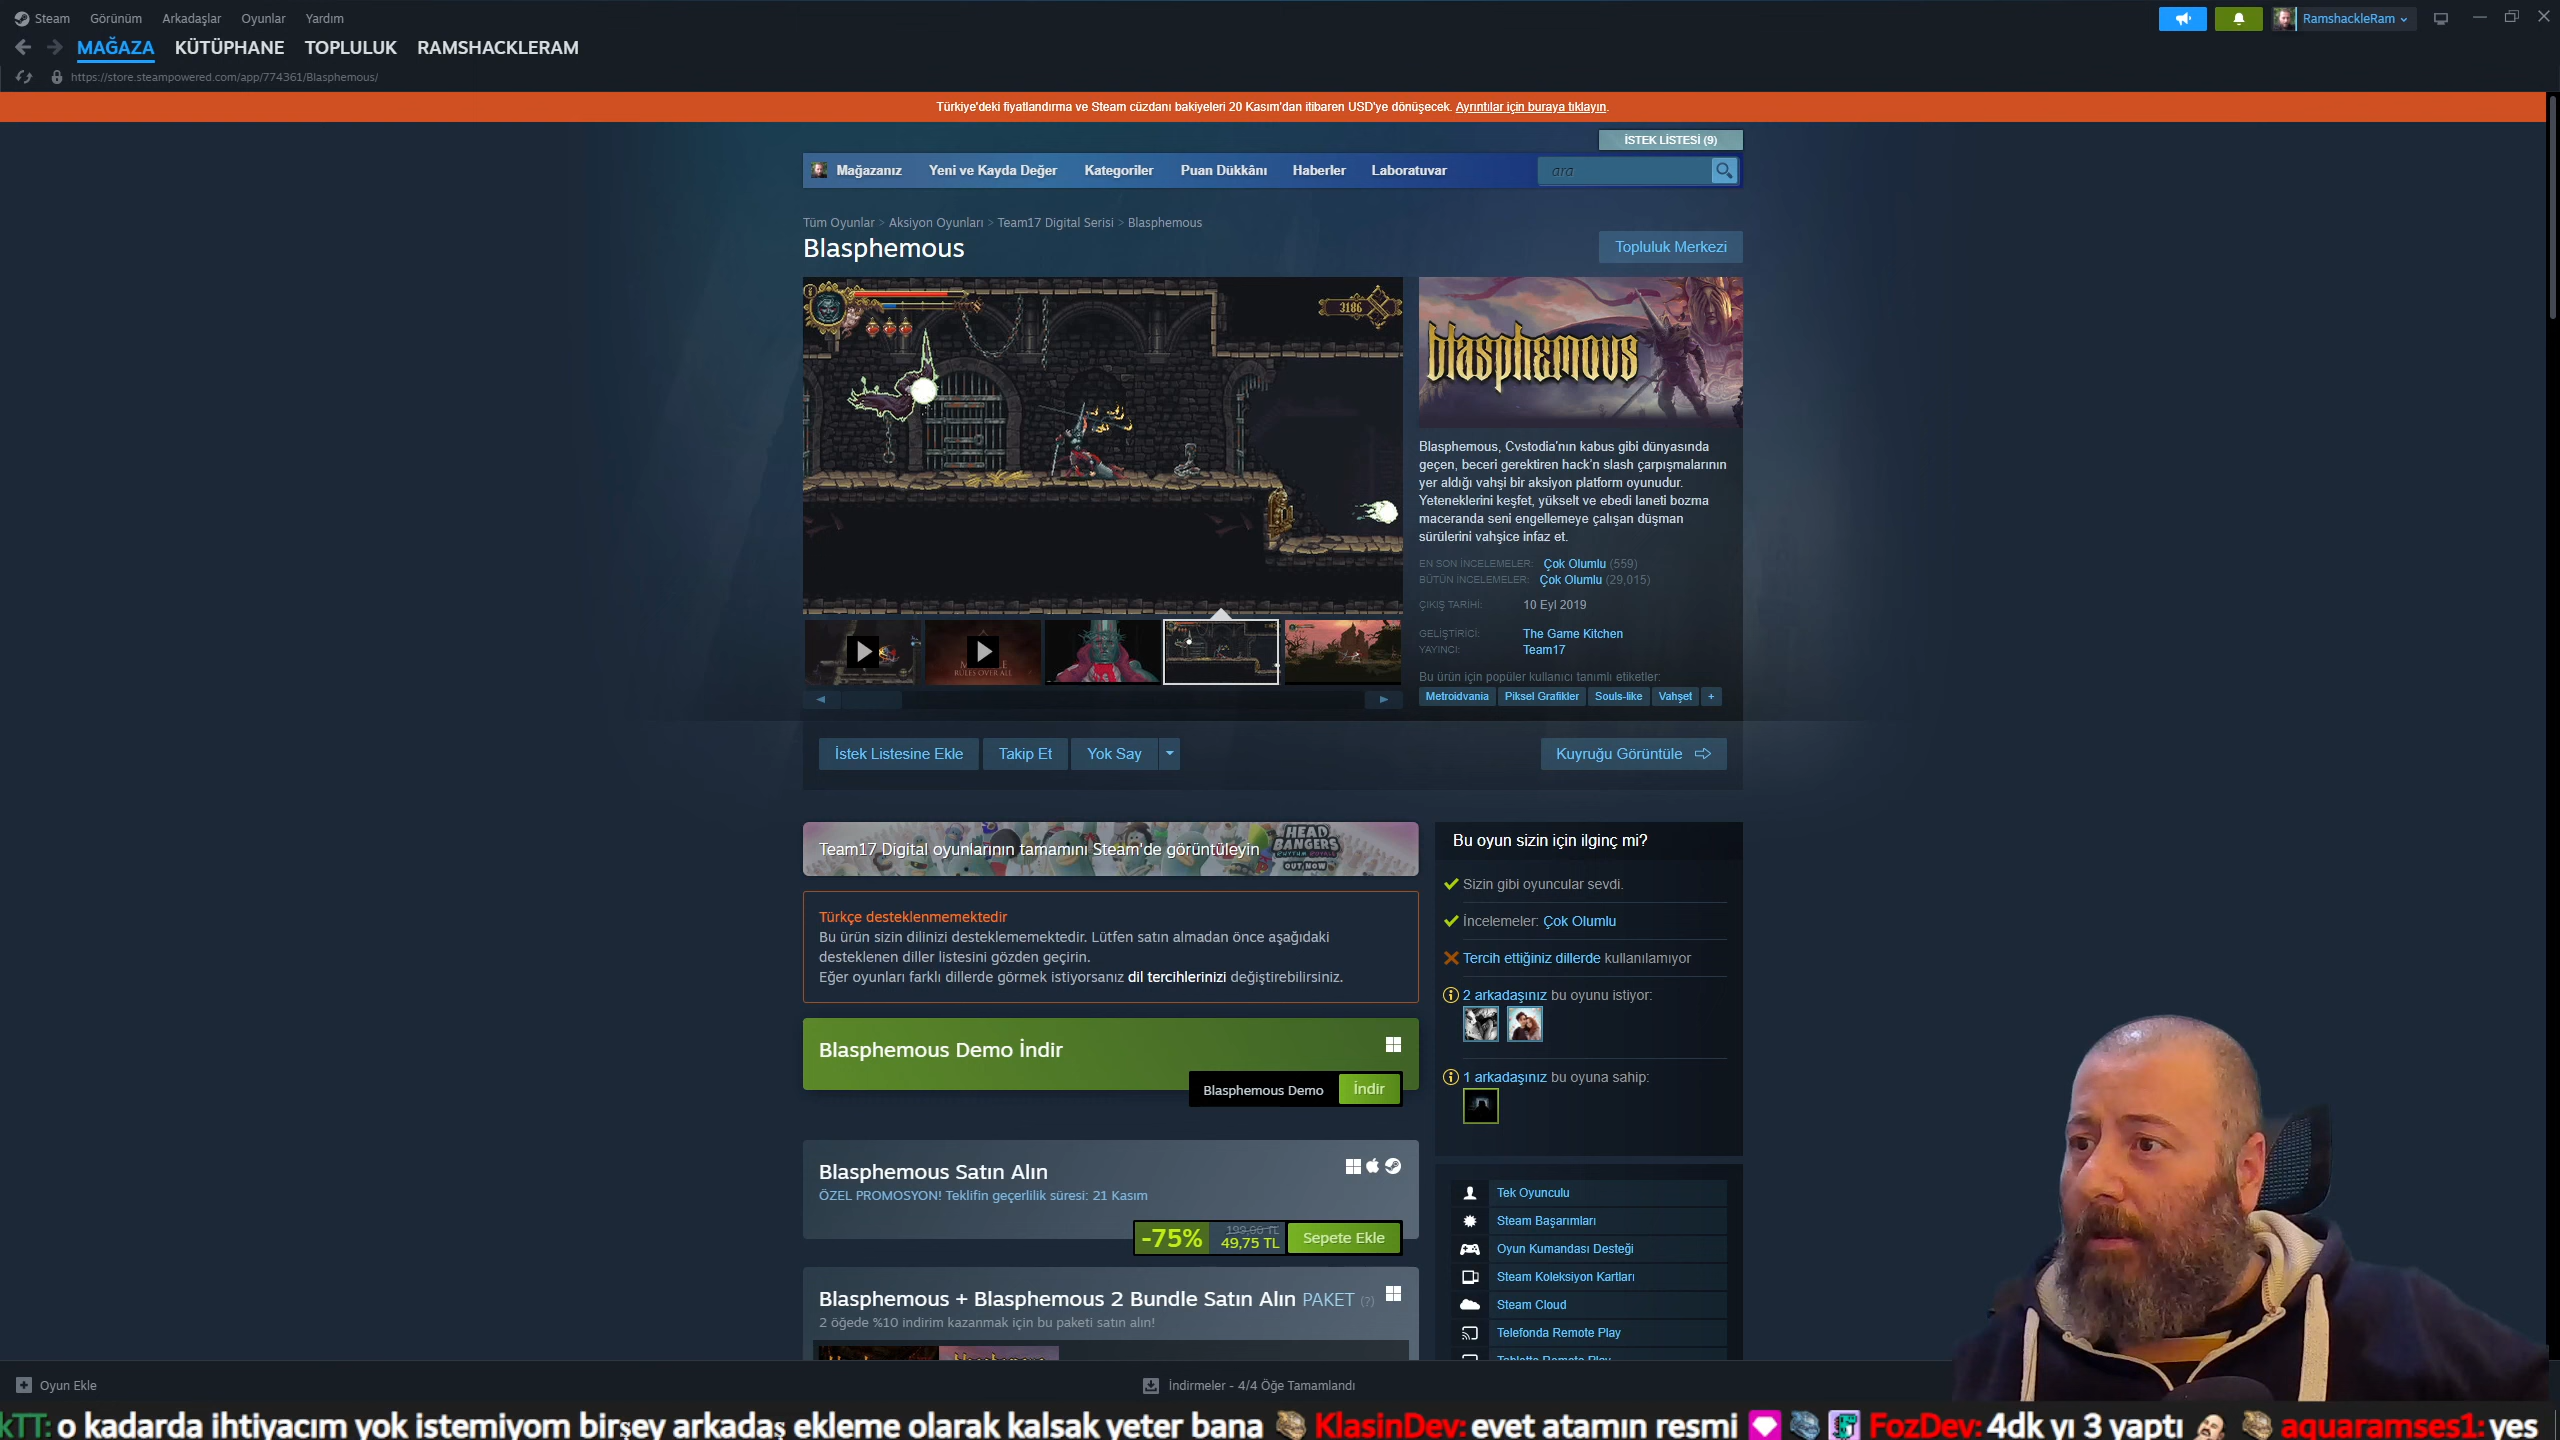 Steam Görünüm Arkadaşlar Oyunlar Yardım
RamshackleRam
MAĞAZA KÜTÜPHANE TOPLULUK RAMSHACKLERAM
https://store.steampowered.com/app/774361/Blasphemous/
Türkiye'deki fiyatlandırma ve Steam cüzdanı bakiyeleri 20 Kasım'dan itibaren USD'ye dönüşecek. Ayrıntılar için buraya tıklayın.
İSTEK LİSTESİ (9)
Mağazanız Yeni ve Kayda Değer Kategoriler Puan Dükkânı Haberler Laboratuvar
ara
Tüm Oyunlar > Aksiyon Oyunları > Team17 Digital Serisi > Blasphemous
Blasphemous
Topluluk Merkezi
3186
blasphemous
Blasphemous, Cvstodia'nın kabus gibi dünyasında
geçen, beceri gerektiren hack'n slash çarpışmalarının
yer aldığı vahşi bir aksiyon platform oyunudur.
Yeteneklerini keşfet, yükselt ve ebedi laneti bozma
maceranda seni engellemeye çalışan düşman
sürülerini vahşice infaz et.
EN SON İNCELEMELER: Çok Olumlu (559)
BÜTÜN İNCELEMELER: Çok Olumlu (29,015)
ÇIKIŞ TARİHİ: 10 Eyl 2019
GELİŞTİRİCİ: The Game Kitchen
YAYINCI: Team17
Bu ürün için popüler kullanıcı tanımlı etiketler:
Metroidvania Piksel Grafikler Souls-like Vahşet +
RULES OVER ALL
İstek Listesine Ekle Takip Et Yok Say
Kuyruğu Görüntüle
Team17 Digital oyunlarının tamamını Steam'de görüntüleyin
HEAD
BANGERS
RHYTHM ROYALE
OUT NOW
Türkçe desteklenmemektedir
Bu ürün sizin dilinizi desteklememektedir. Lütfen satın almadan önce aşağıdaki
desteklenen diller listesini gözden geçirin.
Eğer oyunları farklı dillerde görmek istiyorsanız dil tercihlerinizi değiştirebilirsiniz.
Blasphemous Demo İndir
Blasphemous Demo İndir
Blasphemous Satın Alın
ÖZEL PROMOSYON! Teklifin geçerlilik süresi: 21 Kasım
-75% 199,00 TL
49,75 TL
Sepete Ekle
Blasphemous + Blasphemous 2 Bundle Satın Alın PAKET (?)
2 öğede %10 indirim kazanmak için bu paketi satın alın!
Bu oyun sizin için ilginç mi?
Sizin gibi oyuncular sevdi.
İncelemeler: Çok Olumlu
Tercih ettiğiniz dillerde kullanılamıyor
2 arkadaşınız bu oyunu istiyor:
1 arkadaşınız bu oyuna sahip:
Tek Oyunculu
Steam Başarımları
Oyun Kumandası Desteği
Steam Koleksiyon Kartları
Steam Cloud
Telefonda Remote Play
Tablette Remote Play
Oyun Ekle
İndirmeler - 4/4 Öğe Tamamlandı
kTT: o kadarda ihtiyacım yok istemiyom birşey arkadaş ekleme olarak kalsak yeter bana KlasinDev: evet atamın resmi FozDev: 4dk yı 3 yaptı aquaramses1: yes